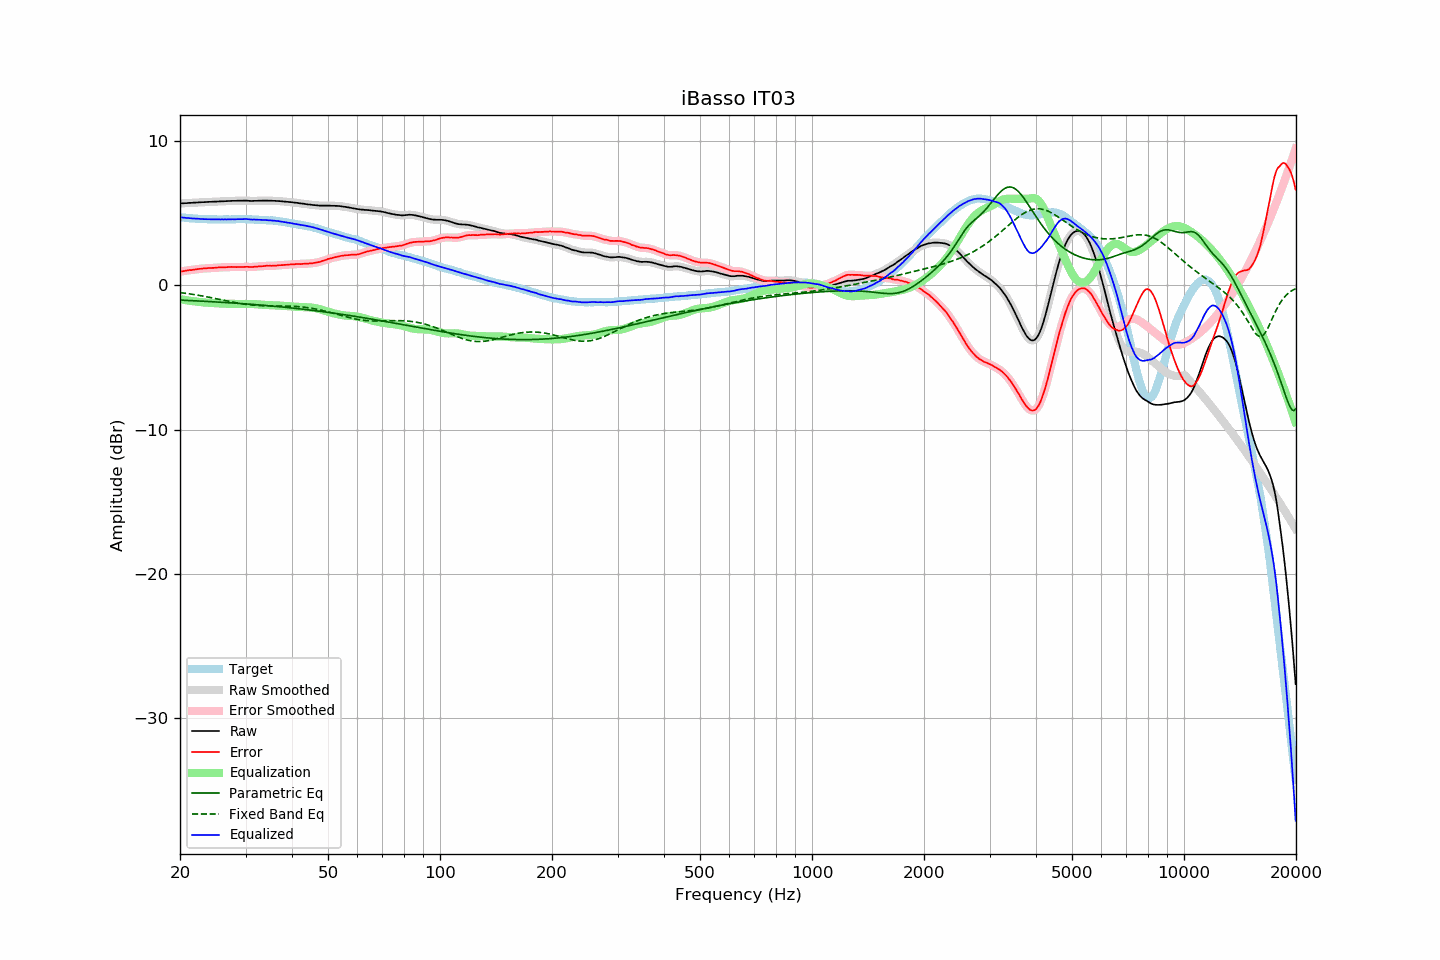 iBasso IT03
10
0
−10
−20
−30
Amplitude (dBr)
Target
Raw Smoothed
Error Smoothed
Raw
Error
Equalization
Parametric Eq
Fixed Band Eq
Equalized
20 50 100 200 500 1000 2000 5000 10000 20000
Frequency (Hz)